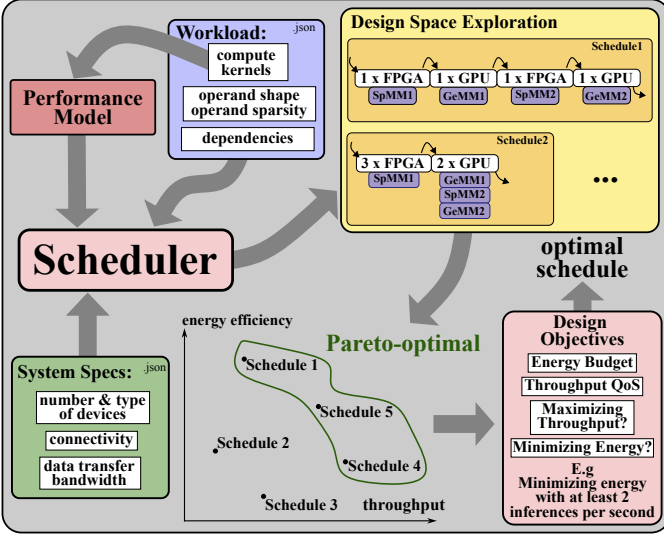 Workload:
.json
compute
kernels
operand shape
operand sparsity
dependencies
Performance
Model
Design Space Exploration
Schedule1
1 x FPGA
1 x GPU
1 x FPGA
1 x GPU
SpMM1
GeMM1
SpMM2
GeMM2
Schedule2
3 x FPGA
2 x GPU
SpMM1
GeMM1
SpMM2
GeMM2
...
Scheduler
optimal
schedule
System Specs:
.json
number & type
of devices
connectivity
data transfer
bandwidth
energy efficiency
Pareto-optimal
Schedule 1
Schedule 5
Schedule 2
Schedule 4
Schedule 3
throughput
Design
Objectives
Energy Budget
Throughput QoS
Maximizing
Throughput?
Minimizing Energy?
E.g
Minimizing energy
with at least 2
inferences per second